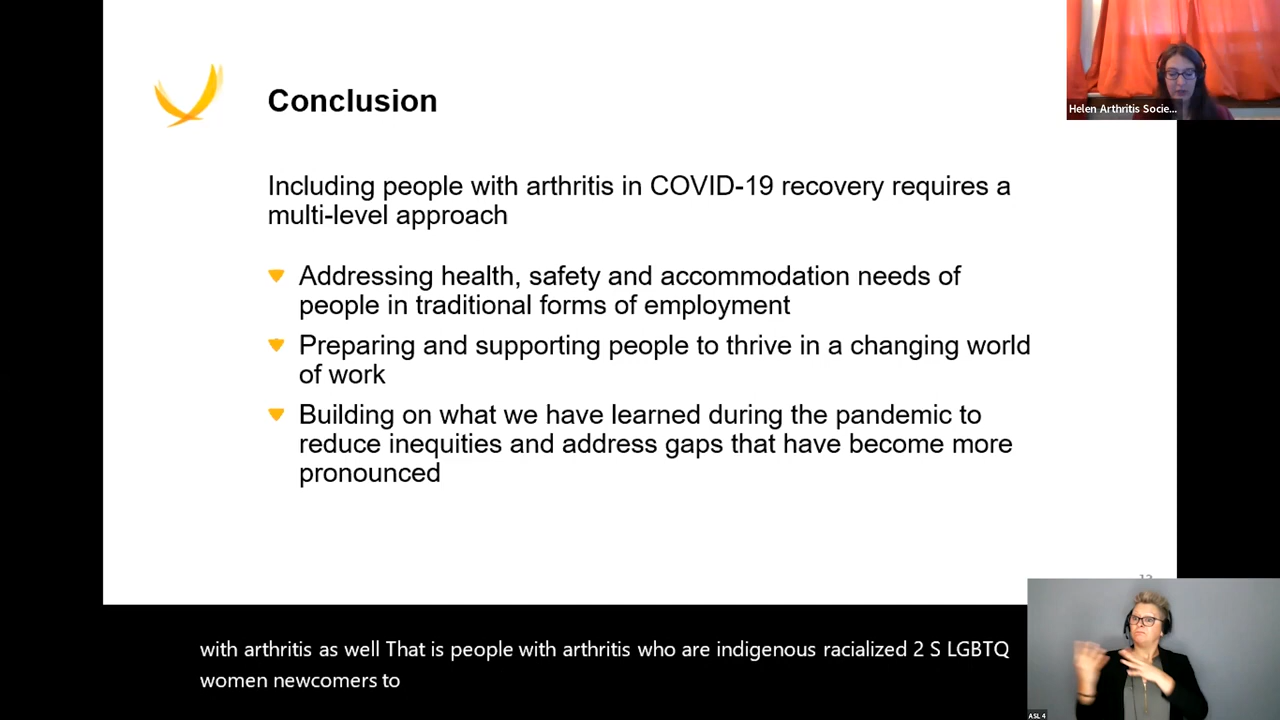 Conclusion
Helen Arthritis Socie...
Including people with arthritis in COVID-19 recovery requires a
multi-level approach
Addressing health, safety and accommodation needs of
people in traditional forms of employment
Preparing and supporting people to thrive in a changing world
of work
Building on what we have learned during the pandemic to
reduce inequities and address gaps that have become more
pronounced
with arthritis as well That is people with arthritis who are indigenous racialized 2 S LGBTQ
women newcomers to
ASL 4